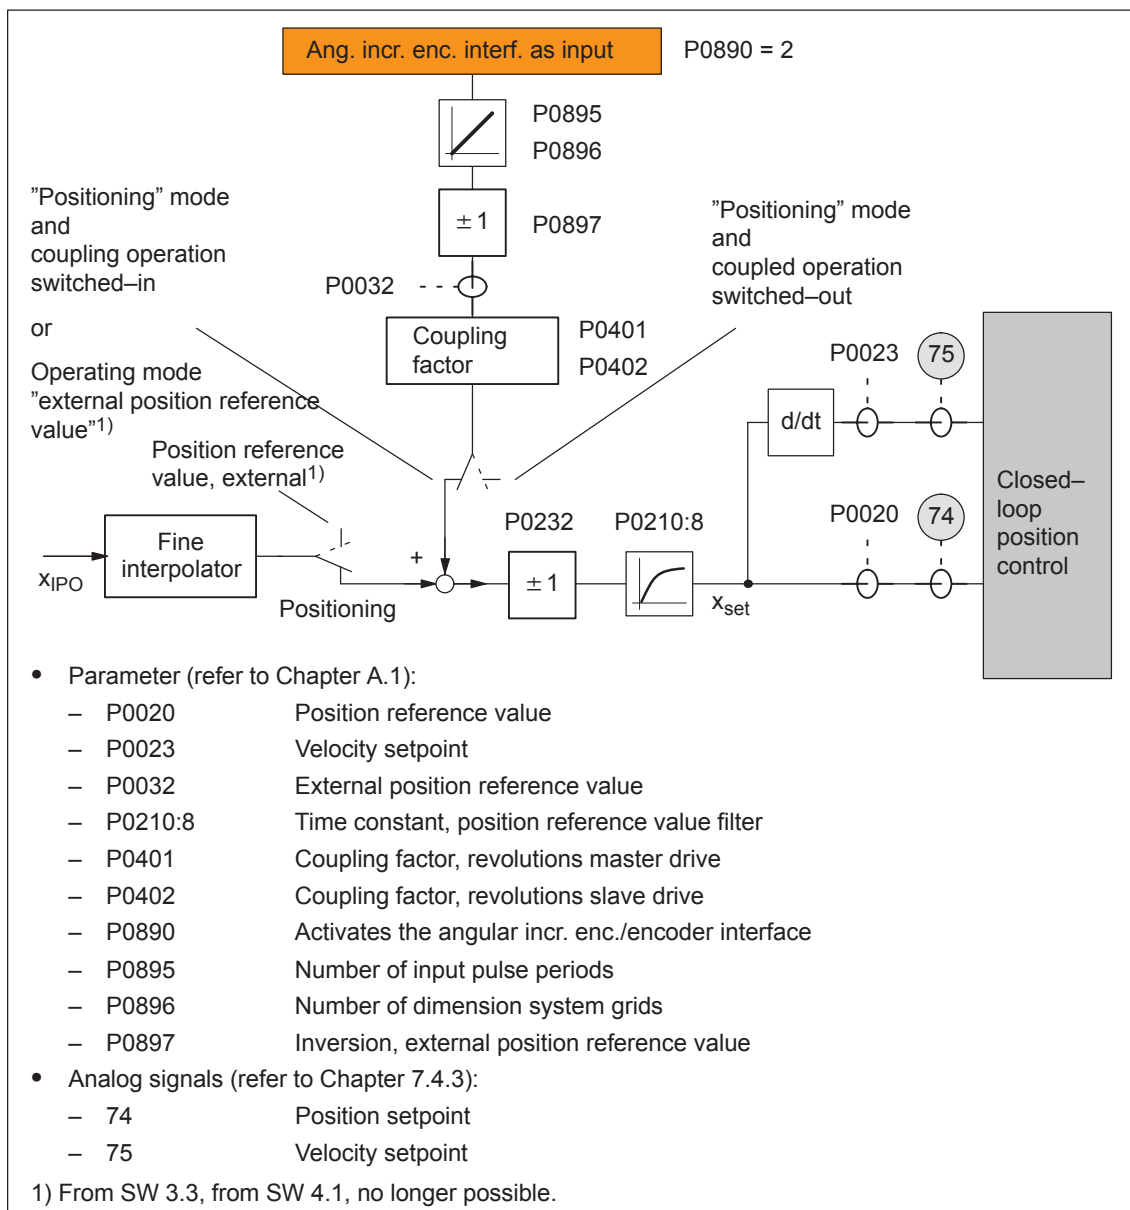 Ang. incr. enc. interf. as input
P0890 = 2
P0895
P0896
± 1
P0897
P0032
Coupling
factor
P0401
P0402
”Positioning” mode
and
coupling operation
switched–in
or
Operating mode
”external position reference
value”1)
”Positioning” mode
and
coupled operation
switched–out
Position reference
value, external1)
P0023
75
d/dt
P0020
74
Closed–
loop
position
control
xIPO
Fine
interpolator
Positioning
+
P0232
± 1
P0210:8
xset
• Parameter (refer to Chapter A.1):
– P0020 Position reference value
– P0023 Velocity setpoint
– P0032 External position reference value
– P0210:8 Time constant, position reference value filter
– P0401 Coupling factor, revolutions master drive
– P0402 Coupling factor, revolutions slave drive
– P0890 Activates the angular incr. enc./encoder interface
– P0895 Number of input pulse periods
– P0896 Number of dimension system grids
– P0897 Inversion, external position reference value
• Analog signals (refer to Chapter 7.4.3):
– 74 Position setpoint
– 75 Velocity setpoint
1) From SW 3.3, from SW 4.1, no longer possible.